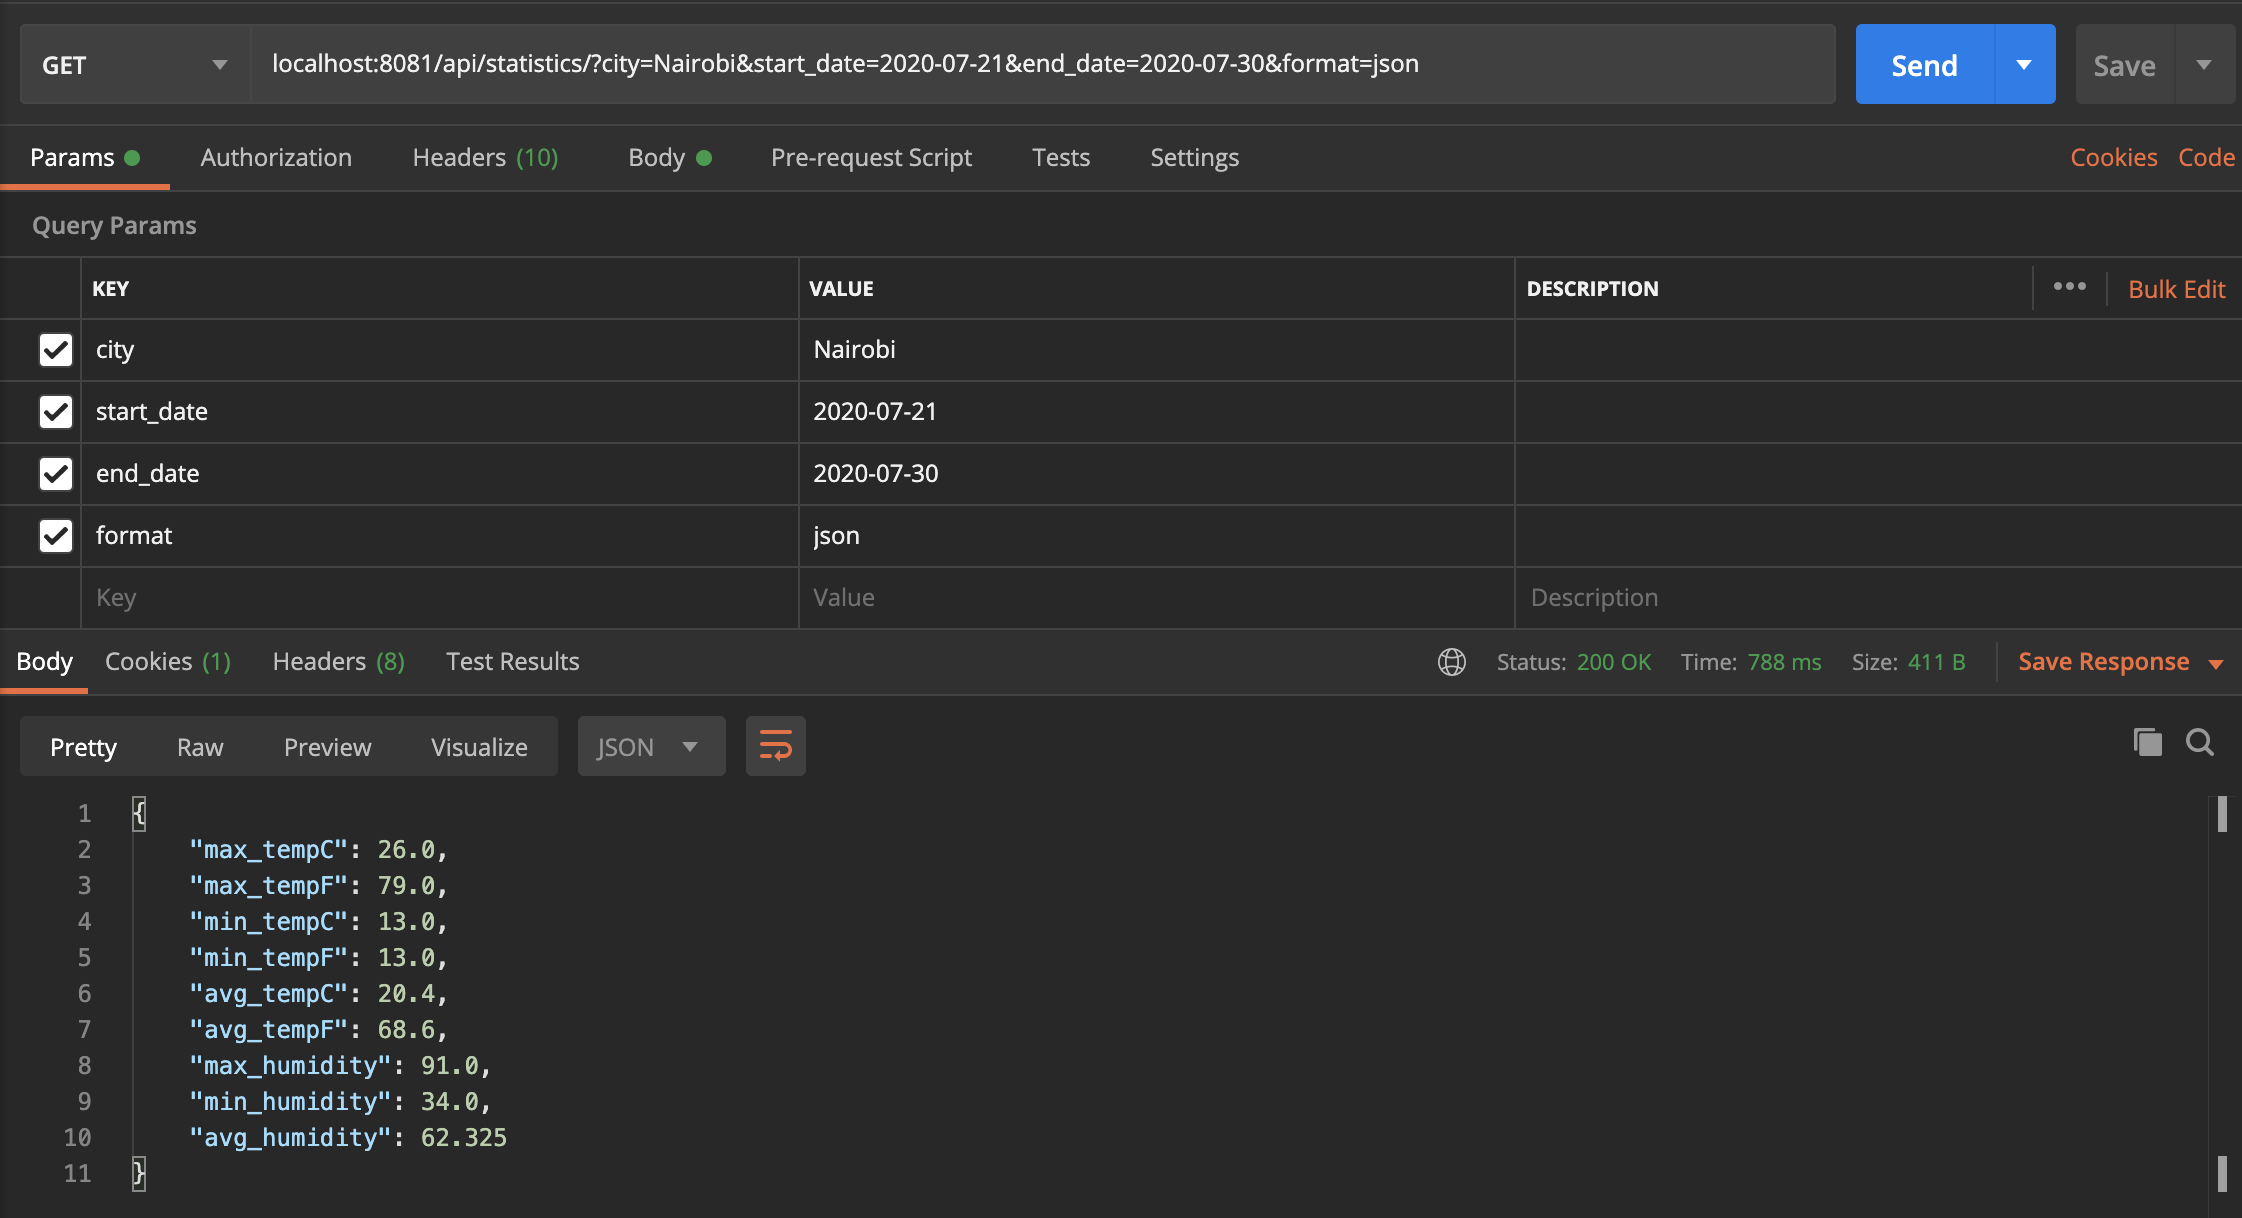 GET localhost:8081/api/statistics/?city=Nairobi&start_date=2020-07-21&end_date=2020-07-30&format=json Send Save
Params Authorization Headers (10) Body Pre-request Script Tests Settings Cookies Code
Query Params
KEY VALUE DESCRIPTION ••• Bulk Edit
city Nairobi
start_date 2020-07-21
end_date 2020-07-30
format json
Key Value Description
Body Cookies (1) Headers (8) Test Results Status: 200 OK Time: 788 ms Size: 411 B Save Response
Pretty Raw Preview Visualize JSON
1 {
2 "max_tempC": 26.0,
3 "max_tempF": 79.0,
4 "min_tempC": 13.0,
5 "min_tempF": 13.0,
6 "avg_tempC": 20.4,
7 "avg_tempF": 68.6,
8 "max_humidity": 91.0,
9 "min_humidity": 34.0,
10 "avg_humidity": 62.325
11 }